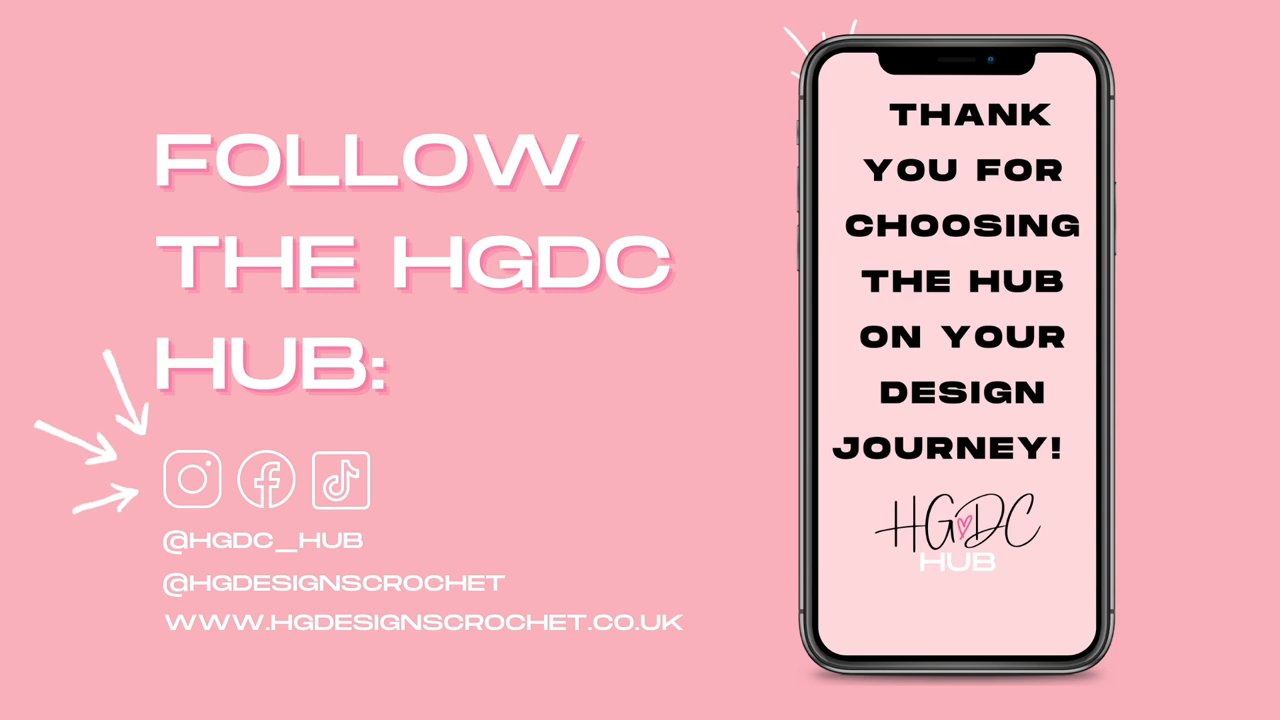 FOLLOW
THE HGDC
HUB:
@HGDC_HUB
@HGDESIGNSCROCHET
WWW.HGDESIGNSCROCHET.CO.UK
THANK
YOU FOR
CHOOSING
THE HUB
ON YOUR
DESIGN
JOURNEY!
HGDC
HUB